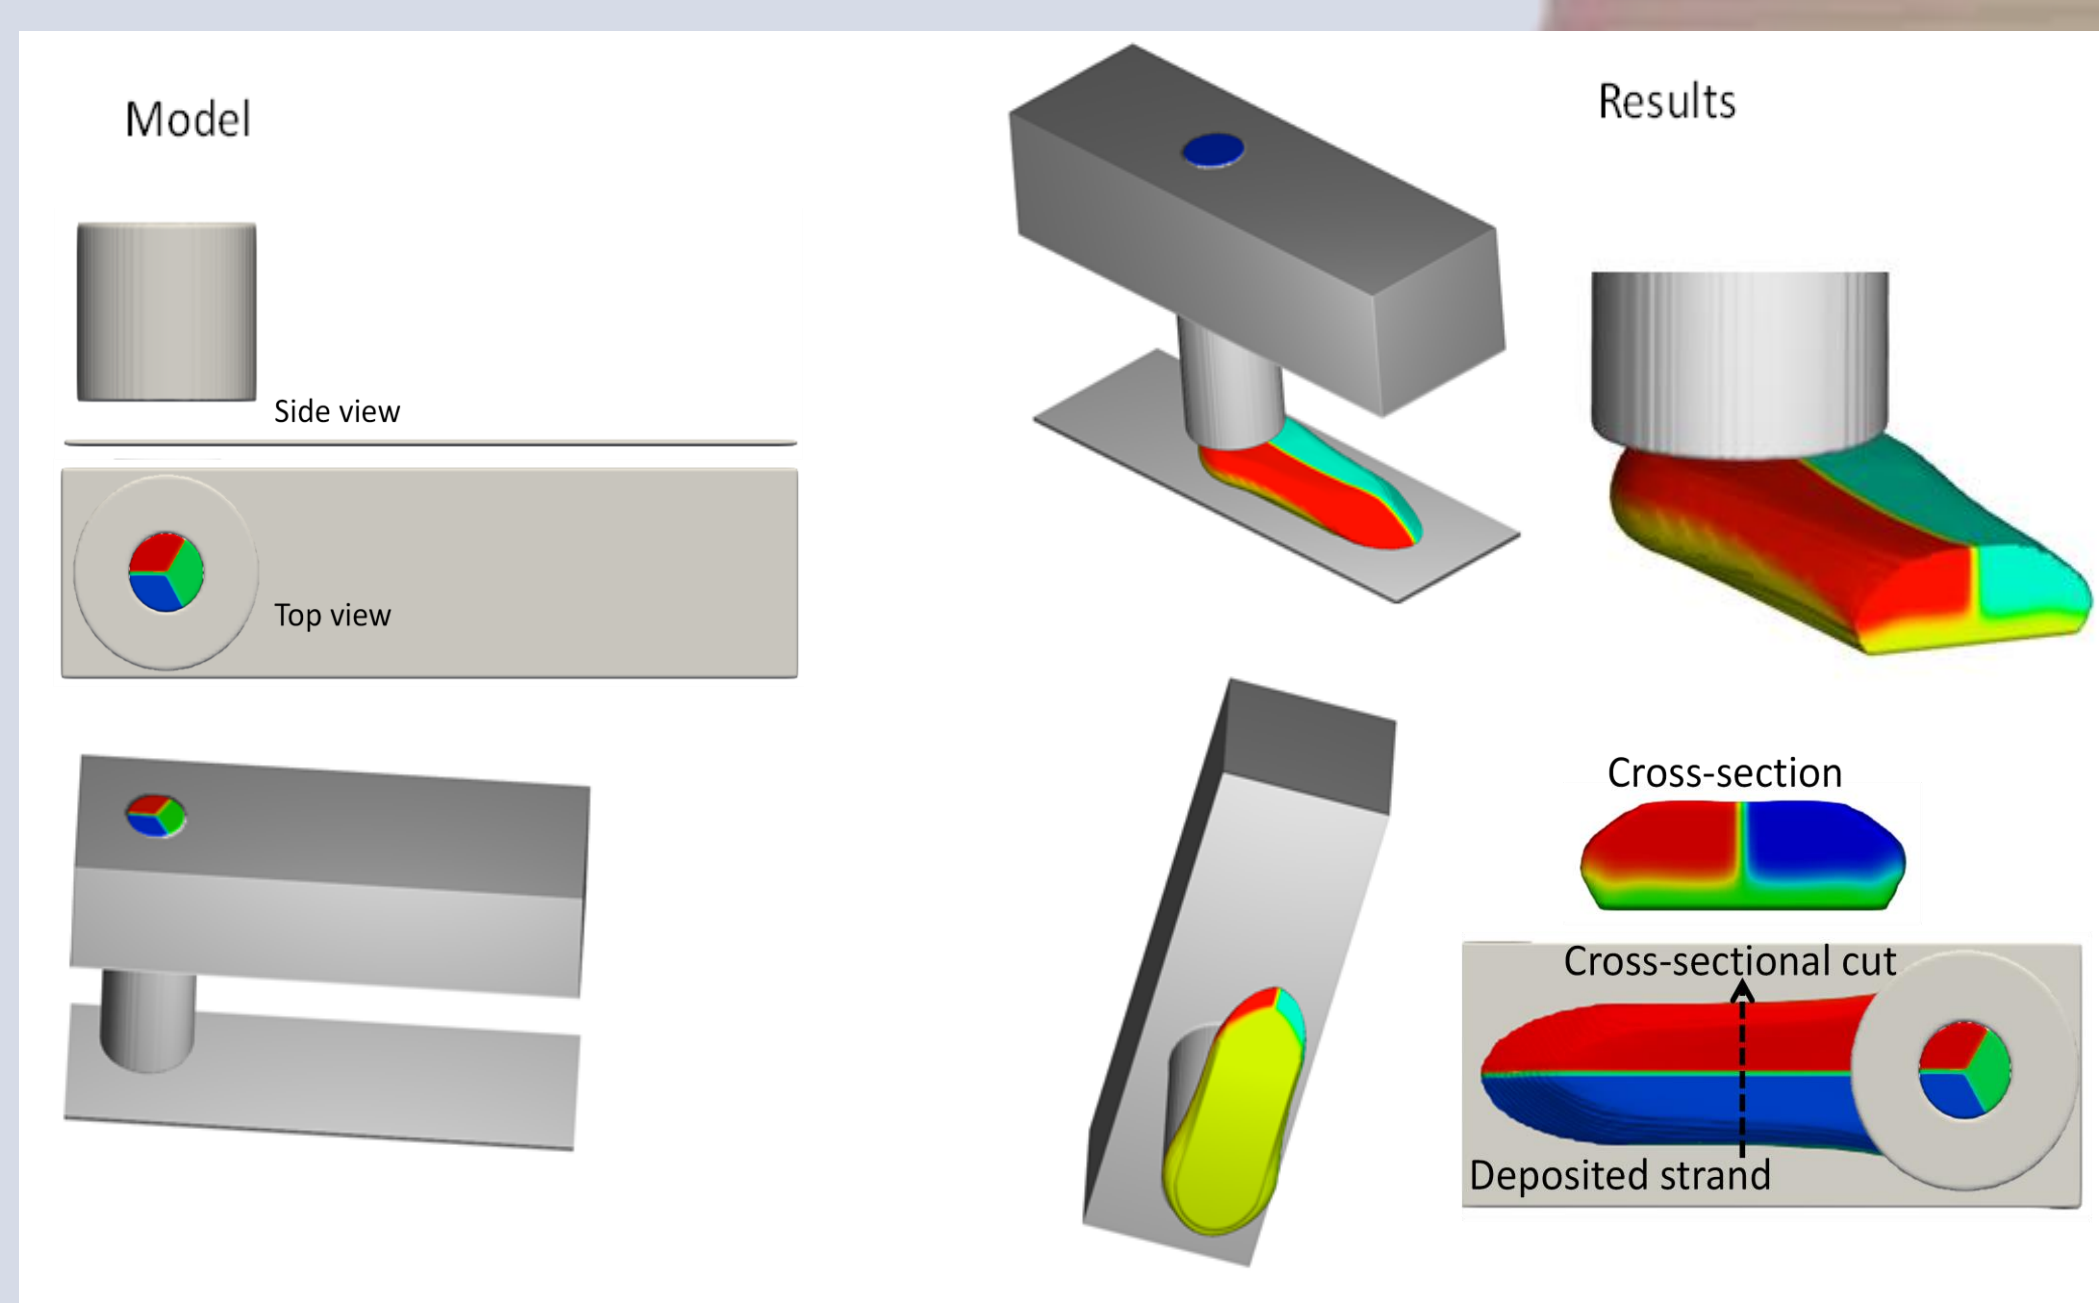 Model
Results
Side view
Top view
Cross-section
Cross-sectional cut
Deposited strand